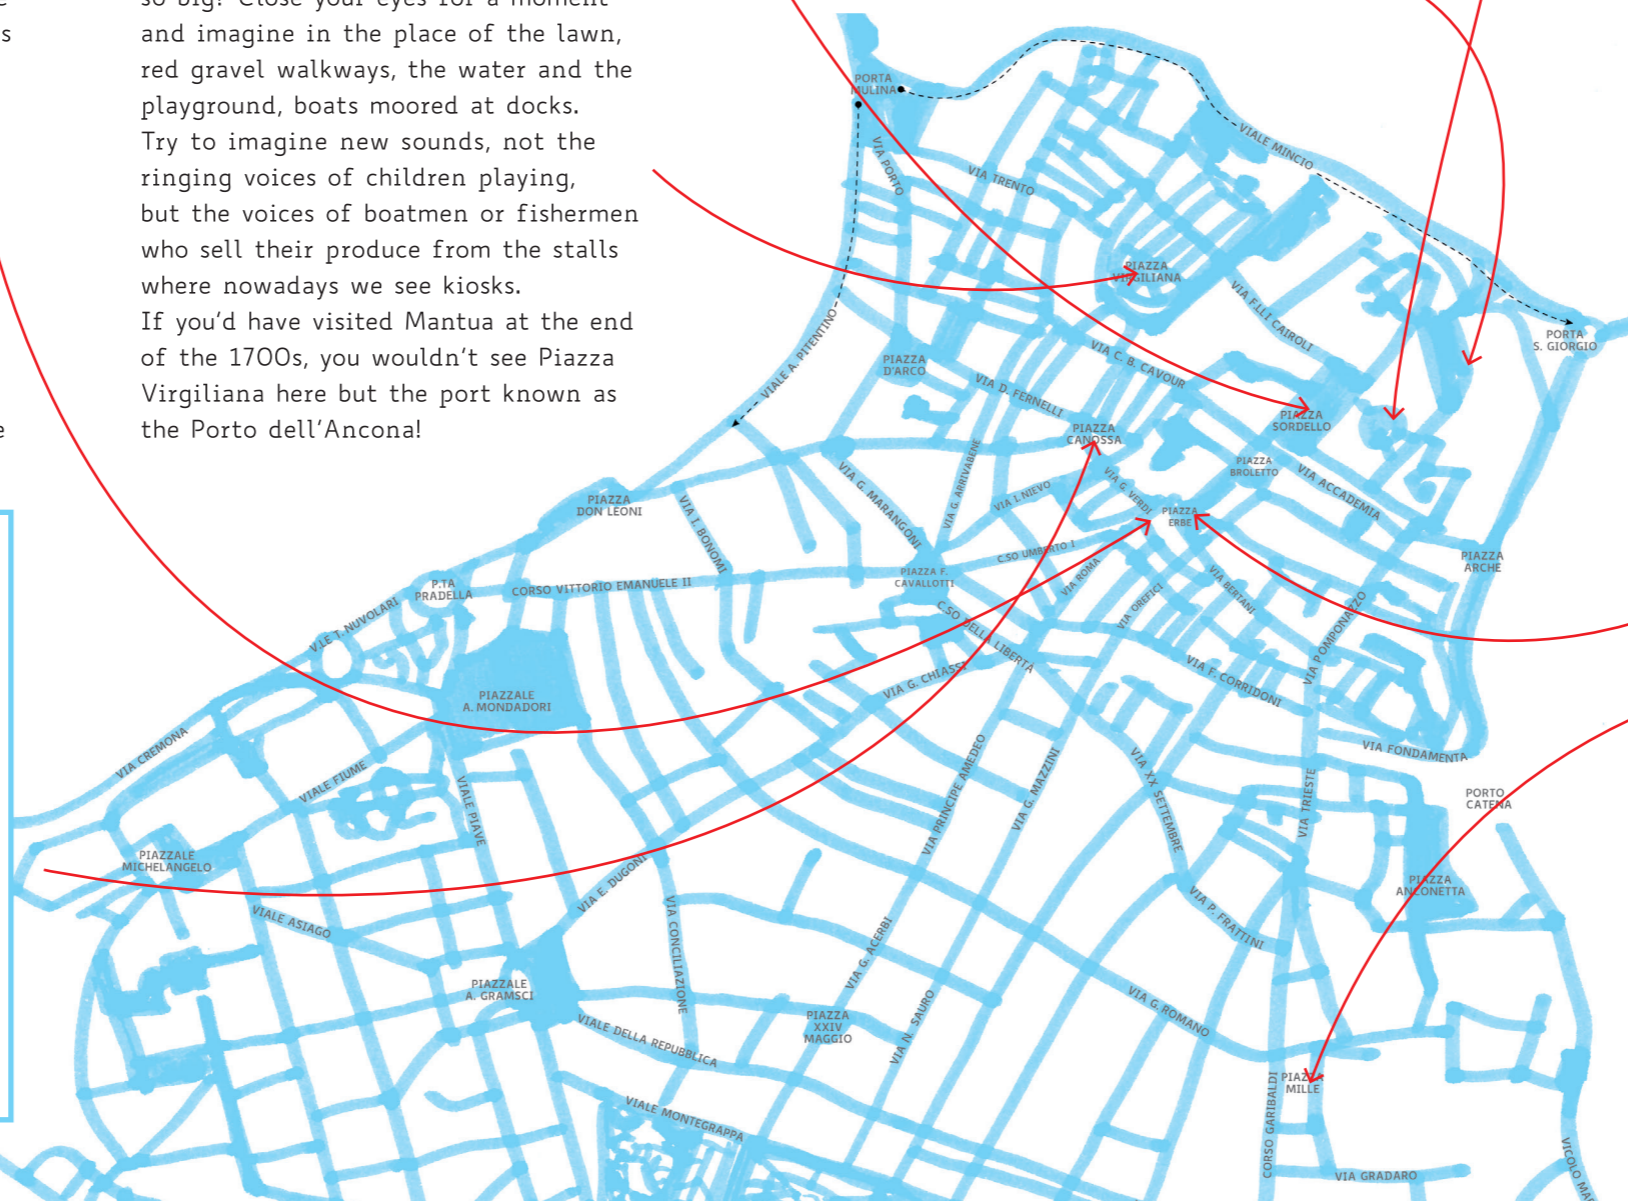 so big? Close your eyes for a moment
and imagine in the place of the lawn,
red gravel walkways, the water and the
playground, boats moored at docks.
Try to imagine new sounds, not the
ringing voices of children playing,
but the voices of boatmen or fishermen
who sell their produce from the stalls
where nowadays we see kiosks.
If you'd have visited Mantua at the end
of the 1700s, you wouldn't see Piazza
Virgiliana here but the port known as
the Porto dell'Ancona!
e
s
e
PORTA
MULINA
VIA PORTO
VIA TRENTO
VIALE MINCIO
PIAZZA
VIRGILIANA
VIA F.LLI CAIROLI
PORTA
S. GIORGIO
VIALE A. PITENTINO
PIAZZA
D'ARCO
VIA C. B. CAVOUR
VIA D. FERNELLI
PIAZZA
SORDELLO
PIAZZA
CANOSSA
PIAZZA
BROLETTO
VIA ACCADEMIA
VIA G. MARANGONI
VIA G. ARRIVABENE
VIA I. NIEVO
VIA G. VERDI
PIAZZA
ERBE
PIAZZA
DON LEONI
VIA I. BONOMI
C.SO UMBERTO I
PIAZZA
ARCHE
PIAZZA F.
CAVALLOTTI
VIA ROMA
VIA OREFICI
VIA BERTANI
VIA POMPONAZZO
P.TA
PRADELLA
CORSO VITTORIO EMANUELE II
V.LE T. NUVOLARI
C.SO DELLA LIBERTA
VIA G. CHIASSI
VIA F. CORRIDONI
PIAZZALE
A. MONDADORI
VIA CREMONA
VIALE FIUME
VIALE PIAVE
VIA PRINCIPE AMEDEO
VIA G. MAZZINI
VIA XX SETTEMBRE
VIA TRIESTE
VIA FONDAMENTA
PORTO
CATENA
PIAZZALE
MICHELANGELO
VIA E. DUGONI
PIAZZA
ANCONETTA
VIALE ASIAGO
VIA CONCILIAZIONE
VIA G. ACERBI
VIA P. FRATTINI
PIAZZALE
A. GRAMSCI
PIAZZA
XXIV
MAGGIO
VIA N. SAURO
VIA G. ROMANO
VIALE DELLA REPUBBLICA
PIAZZA
MILLE
VIALE MONTEGRAPPA
CORSO GARIBALDI
VIA GRADARO
VICOLO MA